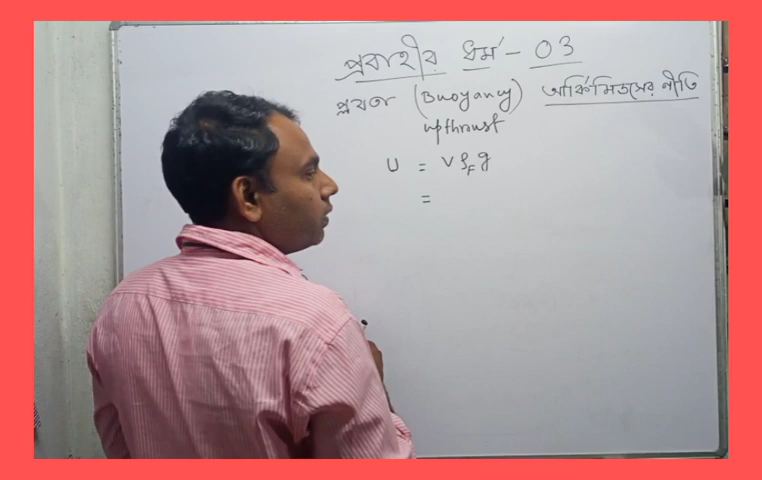 প্রবাহীর ধর্ম - 03
প্লবতা (Buoyancy) আর্কিমিডিসের নীতি
upthrust
U = Vρ_F g
=